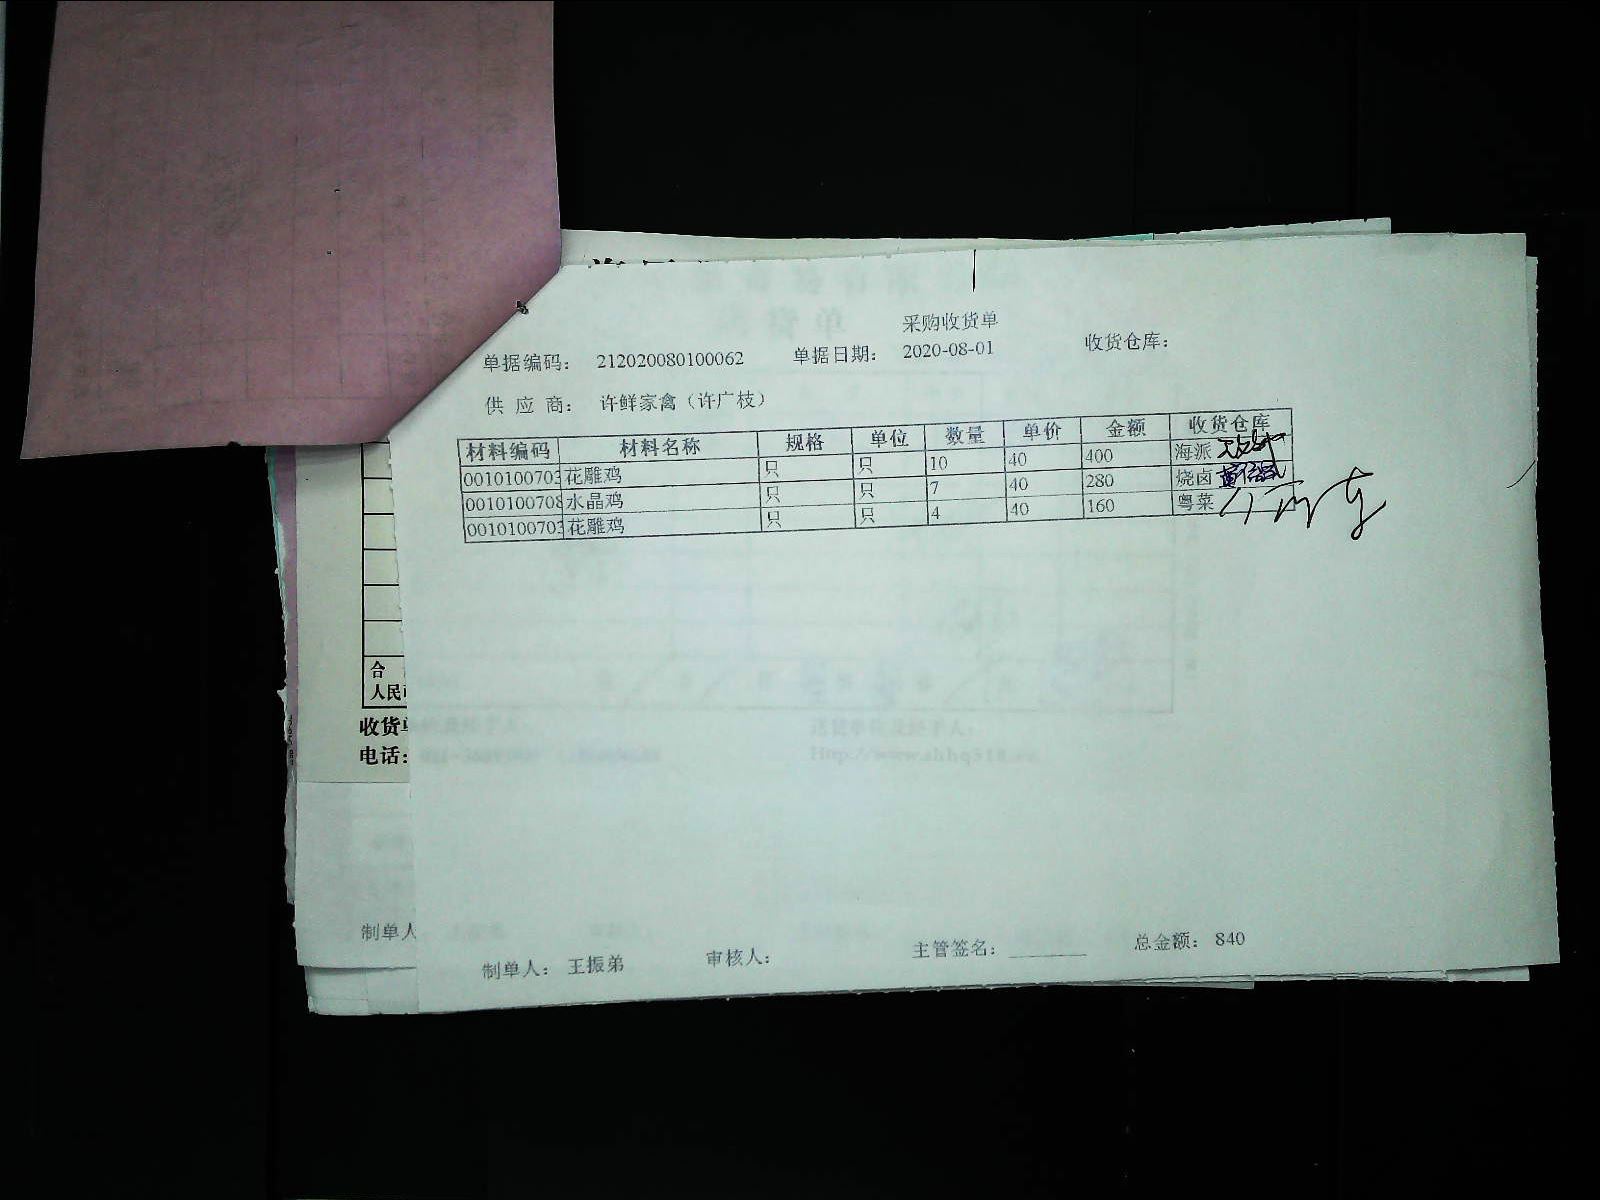 采购收货单
单据编码： 212020080100062 单据日期： 2020-08-01 收货仓库：
供 应 商： 许鲜家禽（许广枝）
材料编码 材料名称 规格 单位 数量 单价 金额 收货仓库
0010100703 花雕鸡 只 只 10 40 400 海派
0010100708 水晶鸡 只 只 7 40 280 烧卤
0010100703 花雕鸡 只 只 4 40 160 粤菜
合
人民
收货单
电话：
制单人
制单人： 王振弟 审核人： 主管签名： 总金额： 840